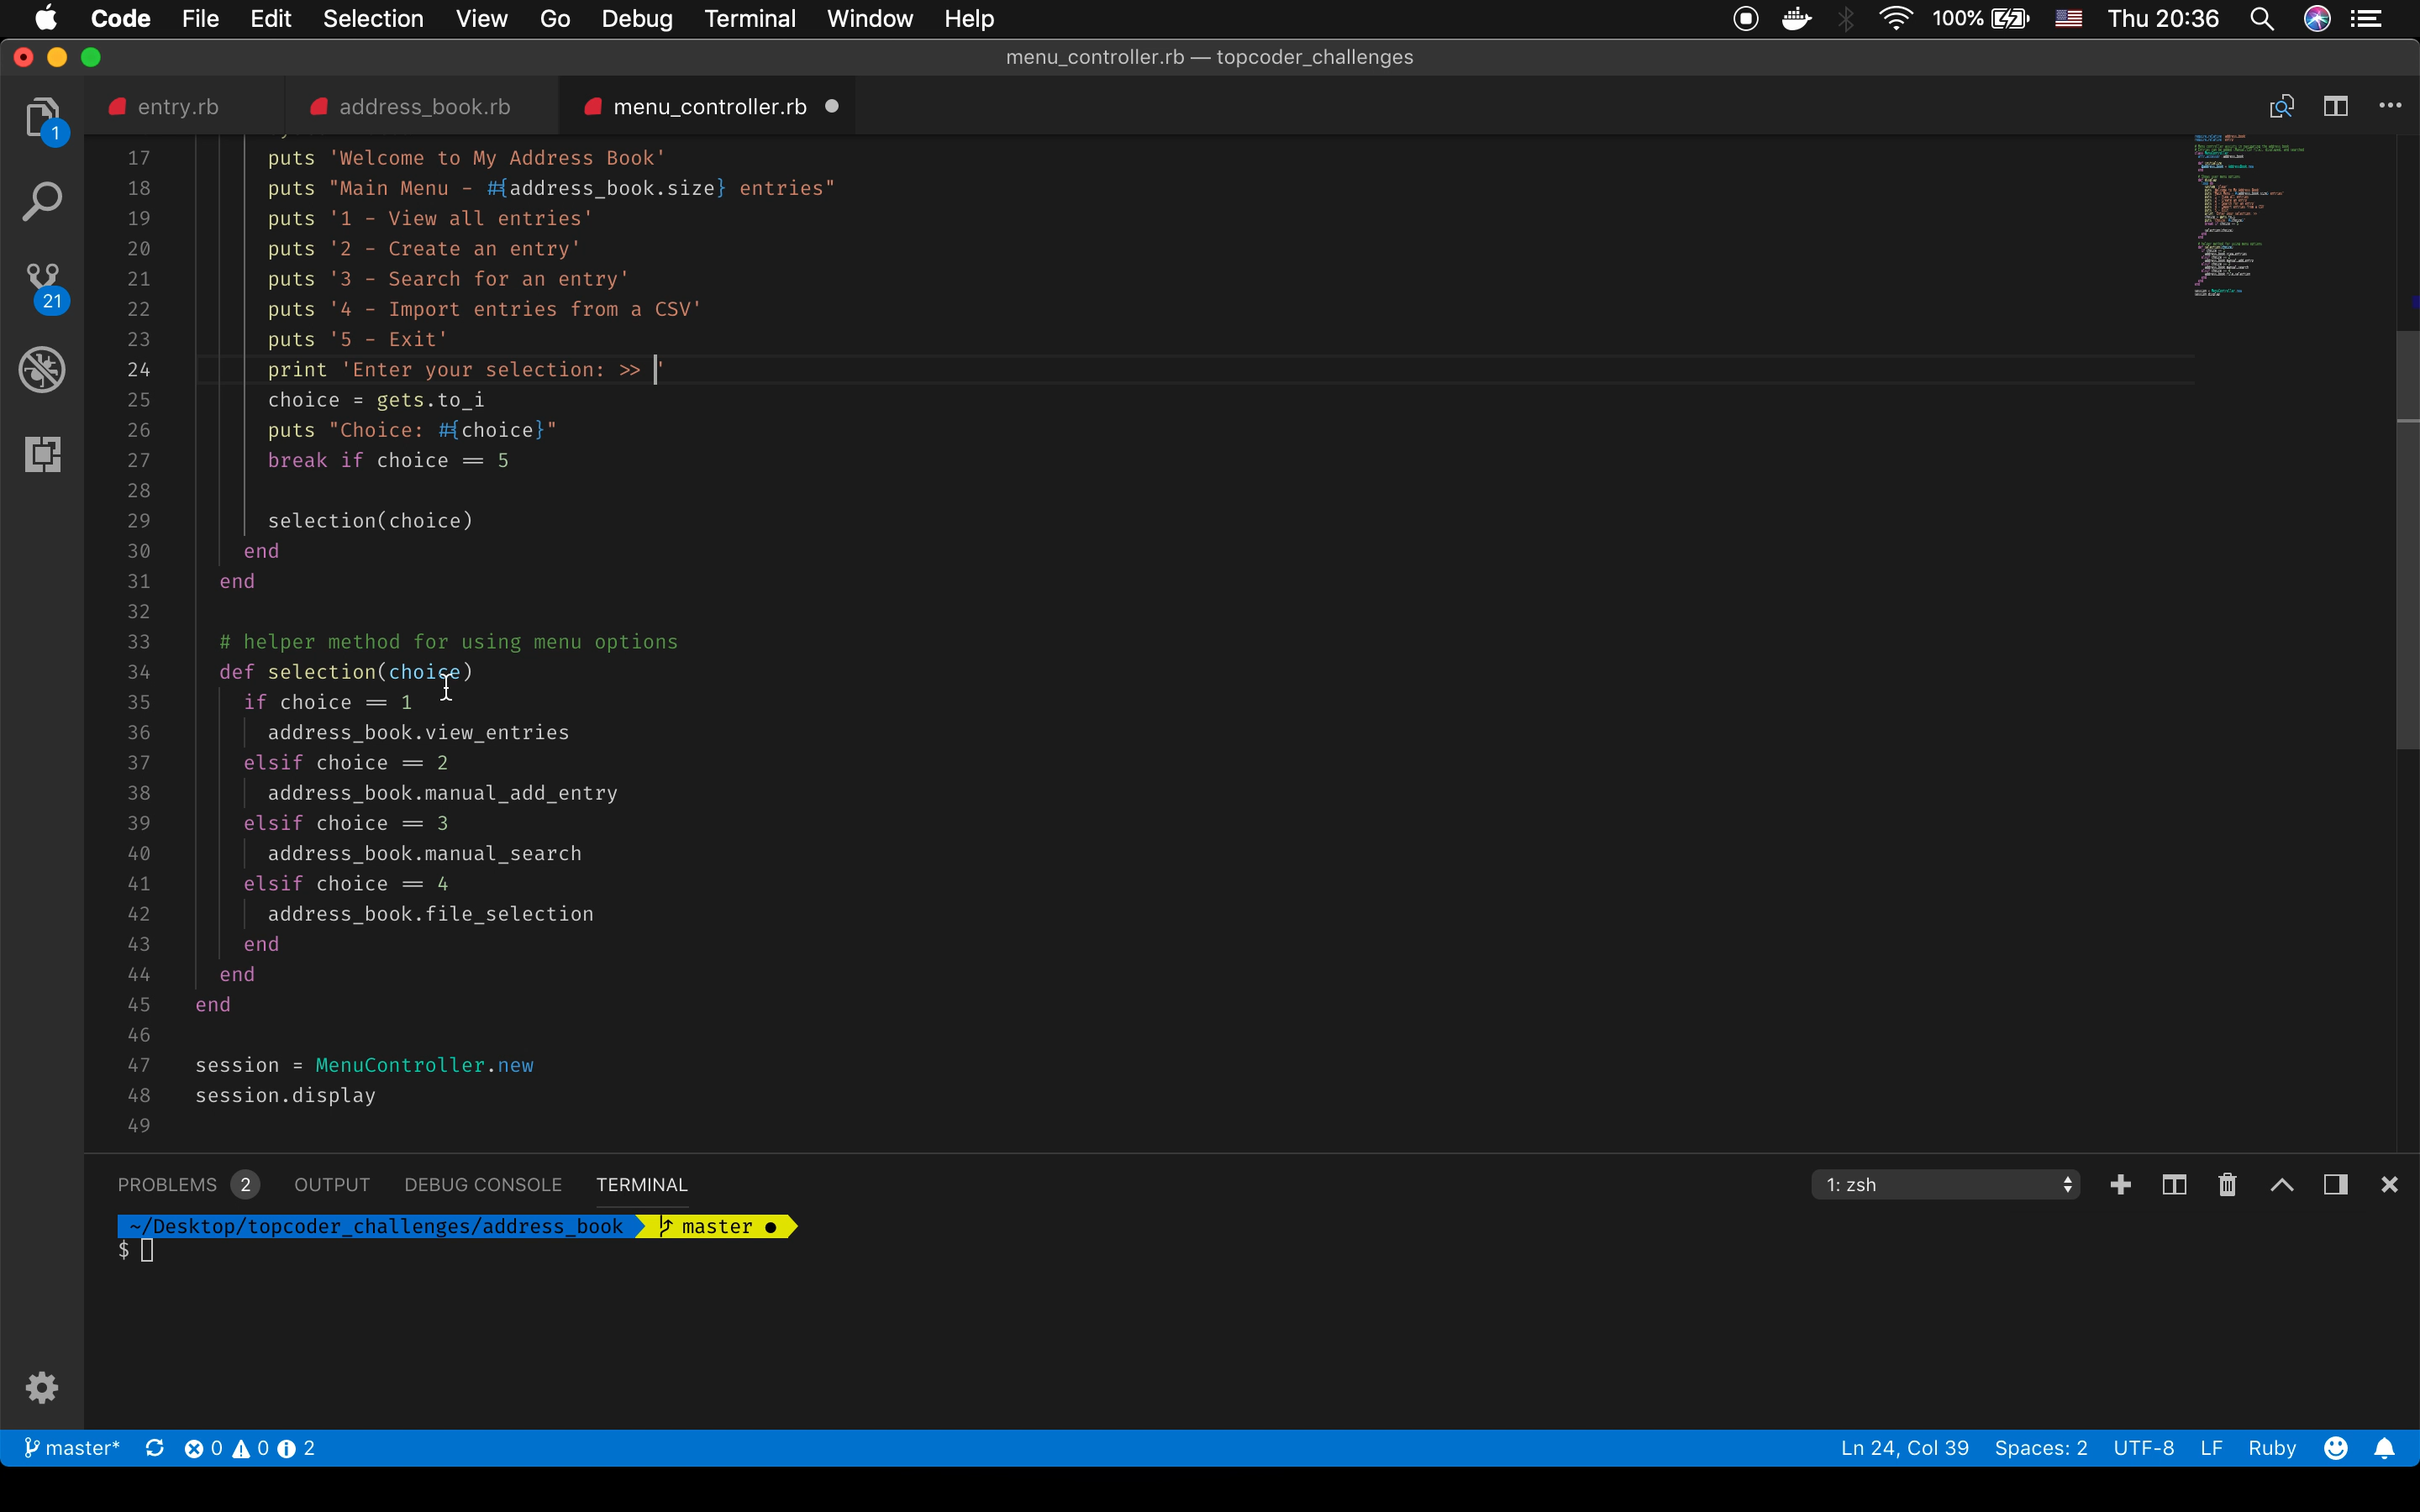 Code File Edit Selection View Go Debug Terminal Window Help 100% Thu 20:36
menu_controller.rb — topcoder_challenges
entry.rb address_book.rb menu_controller.rb
1
21
17 puts 'Welcome to My Address Book'
18 puts "Main Menu - #{address_book.size} entries"
19 puts '1 - View all entries'
20 puts '2 - Create an entry'
21 puts '3 - Search for an entry'
22 puts '4 - Import entries from a CSV'
23 puts '5 - Exit'
24 print 'Enter your selection: >> '
25 choice = gets.to_i
26 puts "Choice: #{choice}"
27 break if choice == 5
28
29 selection(choice)
30 end
31 end
32
33 # helper method for using menu options
34 def selection(choice)
35 if choice == 1
36 address_book.view_entries
37 elsif choice == 2
38 address_book.manual_add_entry
39 elsif choice == 3
40 address_book.manual_search
41 elsif choice == 4
42 address_book.file_selection
43 end
44 end
45 end
46
47 session = MenuController.new
48 session.display
49
PROBLEMS 2 OUTPUT DEBUG CONSOLE TERMINAL 1: zsh
~/Desktop/topcoder_challenges/address_book master ●
$
master* 0 0 2 Ln 24, Col 39 Spaces: 2 UTF-8 LF Ruby